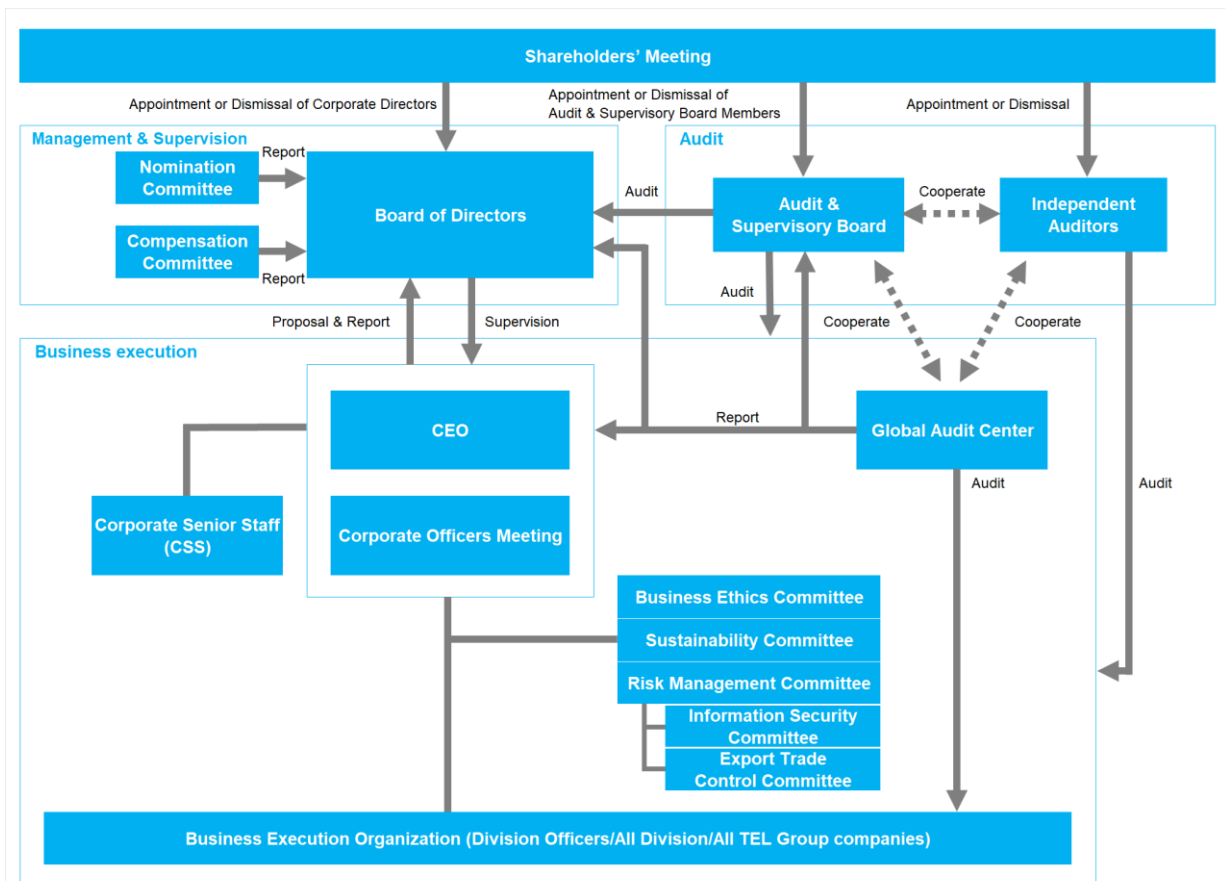 Shareholders' Meeting
Appointment or Dismissal of Corporate Directors
Appointment or Dismissal of
Audit & Supervisory Board Members
Appointment or Dismissal
Management & Supervision
Audit
Report
Nomination
Committee
Board of Directors
Compensation
Committee
Report
Audit
Audit &
Supervisory Board
Cooperate
Independent
Auditors
Audit
Cooperate
Cooperate
Proposal & Report
Supervision
Business execution
CEO
Report
Global Audit Center
Audit
Audit
Corporate Senior Staff
(CSS)
Corporate Officers Meeting
Business Ethics Committee
Sustainability Committee
Risk Management Committee
Information Security
Committee
Export Trade
Control Committee
Business Execution Organization (Division Officers/All Division/All TEL Group companies)